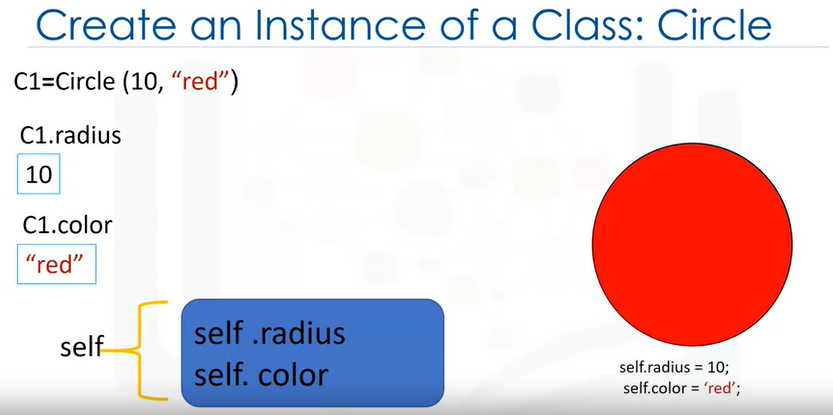 Create an Instance of a Class: Circle
C1=Circle (10, “red”)
C1.radius
10
C1.color
“red”
self
self .radius
self. color
self.radius = 10;
self.color = ‘red’;